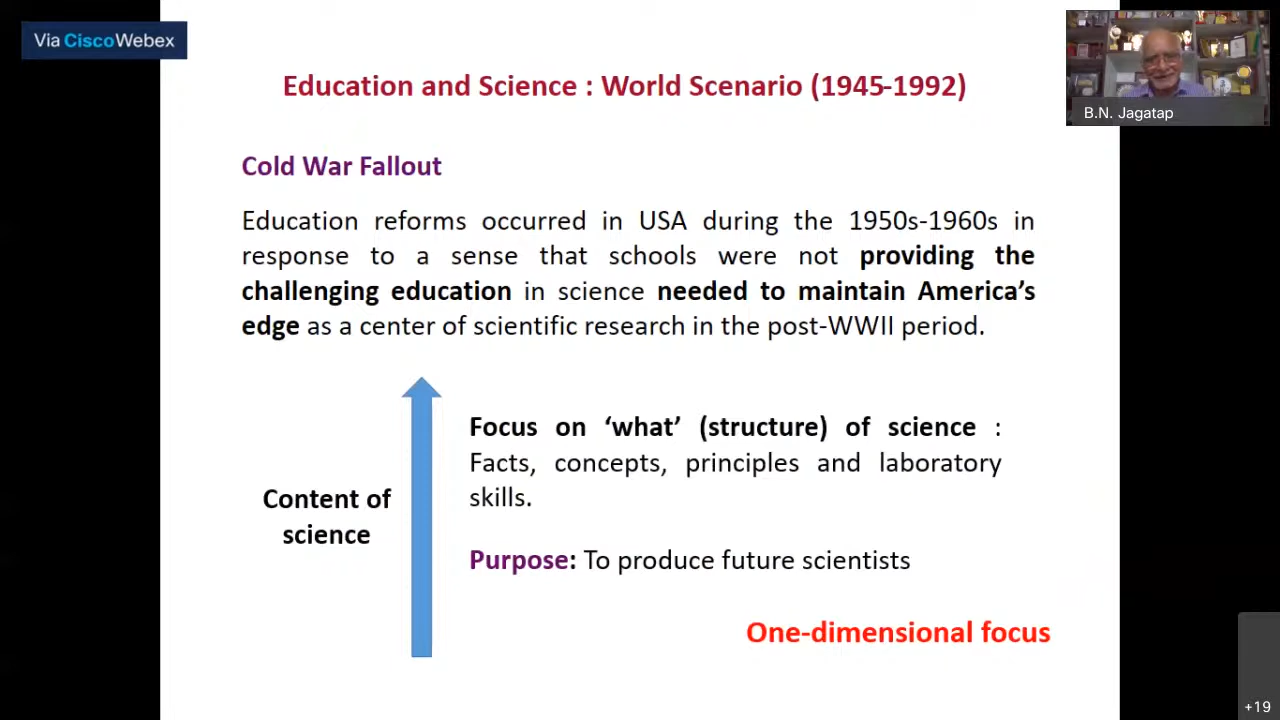 Via CiscoWebex
B.N. Jagatap
Education and Science : World Scenario (1945-1992)
Cold War Fallout
Education reforms occurred in USA during the 1950s-1960s in
response to a sense that schools were not providing the
challenging education in science needed to maintain America's
edge as a center of scientific research in the post-WWII period.
Focus on ‘what’ (structure) of science :
Facts, concepts, principles and laboratory
skills.
Content of
science
Purpose: To produce future scientists
One-dimensional focus
+19